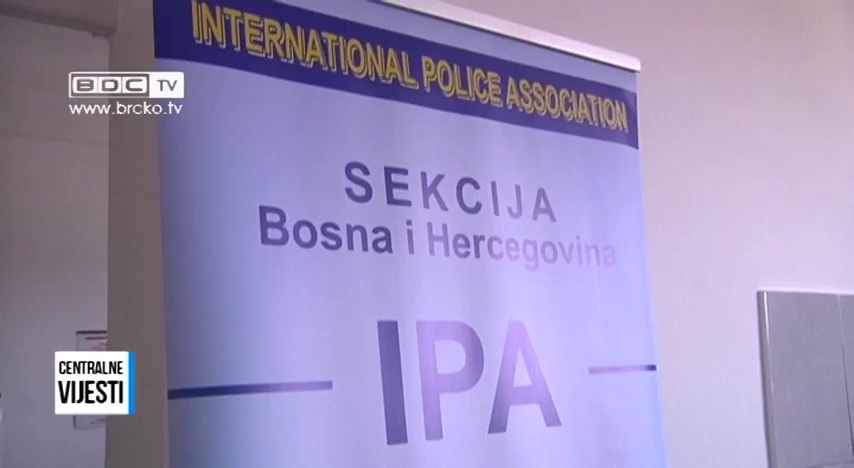 INTERNATIONAL POLICE ASSOCIATION
BDC TV
www.brcko.tv
SEKCIJA
Bosna i Hercegovina
IPA
CENTRALNE
VIJESTI